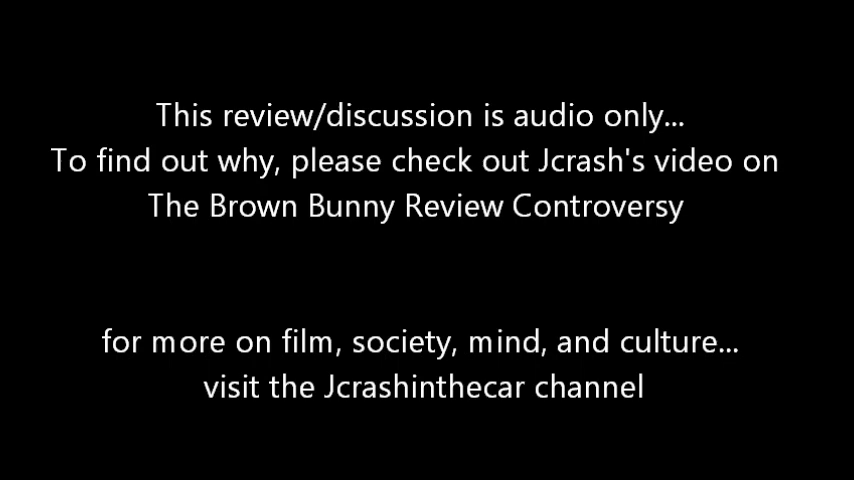 This review/discussion is audio only...
To find out why, please check out Jcrash's video on
The Brown Bunny Review Controversy
for more on film, society, mind, and culture...
visit the Jcrashinthecar channel